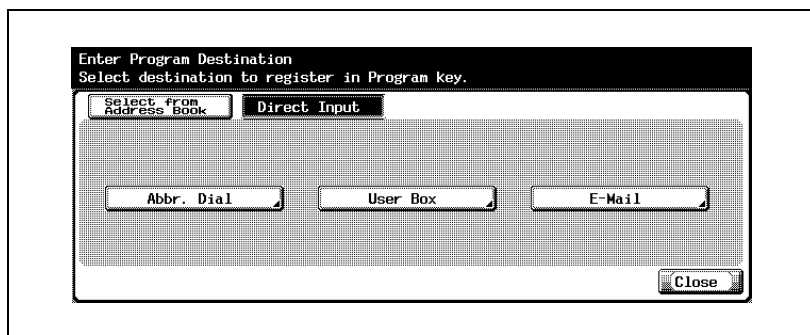 Enter Program Destination
Select destination to register in Program key.
Select from
Address Book
Direct Input
Abbr. Dial
User Box
E-Mail
Close